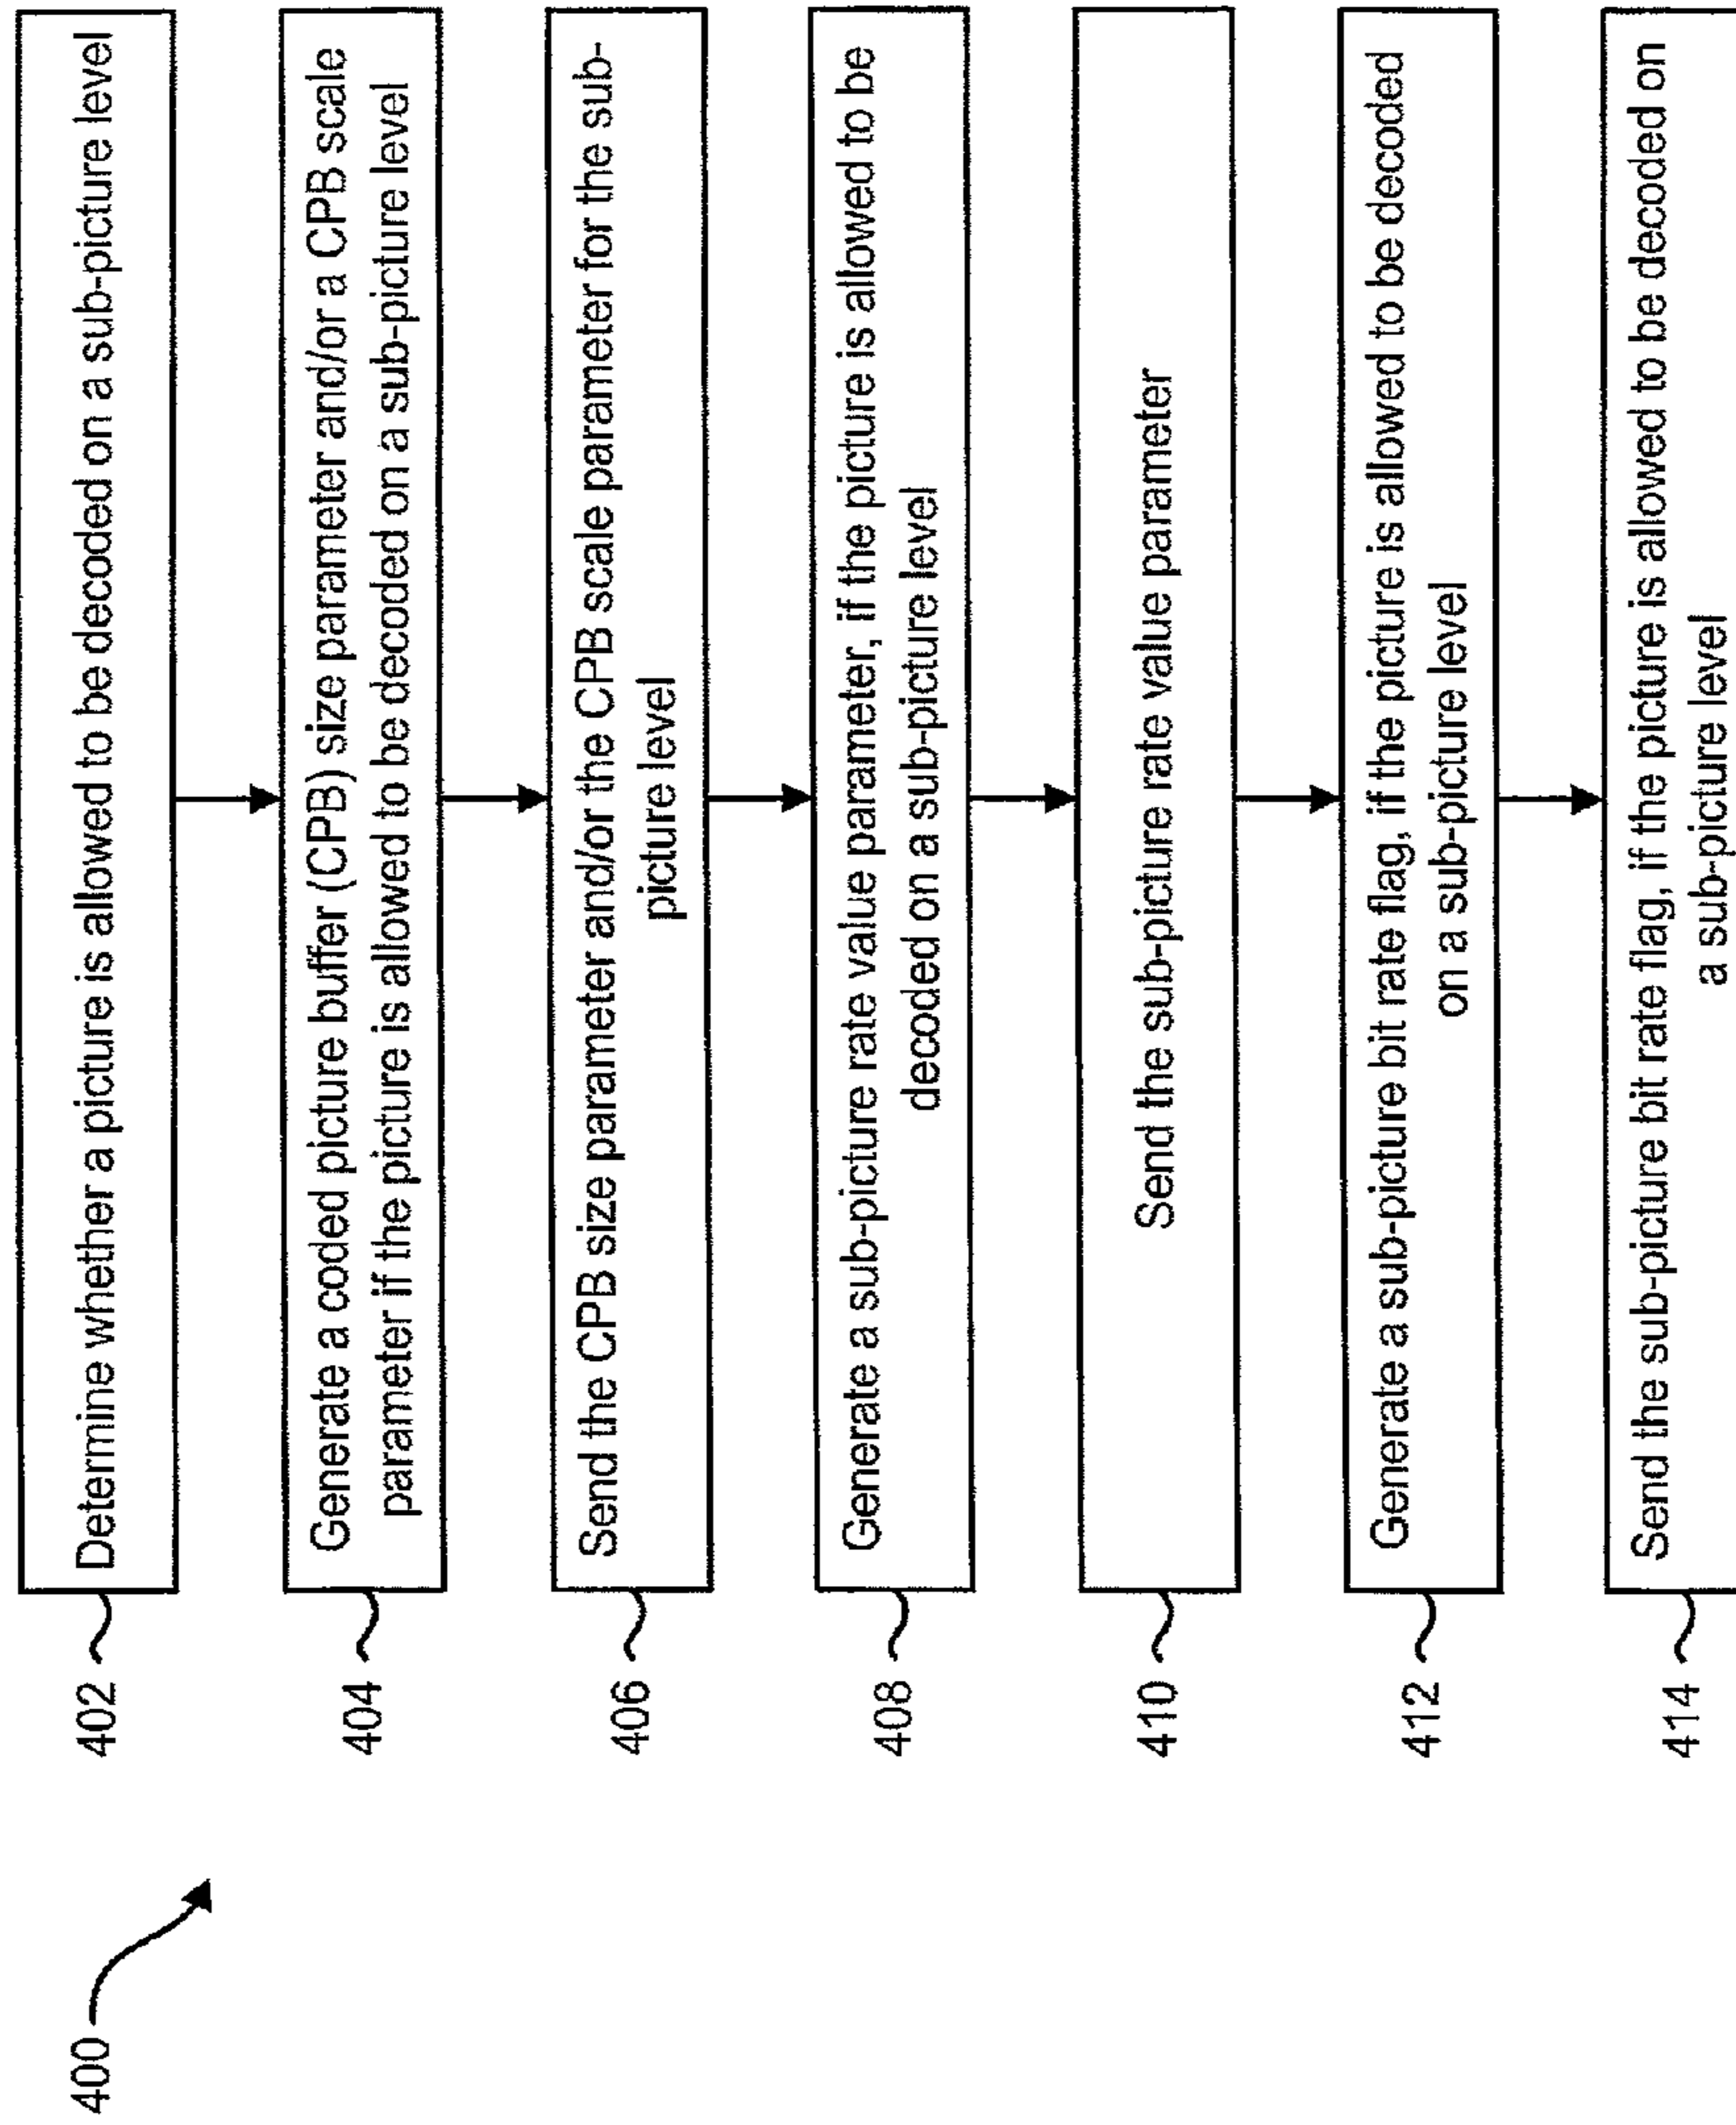 400
402
Determine whether a picture is allowed to be decoded on a sub-picture level
404
Generate a coded picture buffer (CPB) size parameter and/or a CPB scale
parameter if the picture is allowed to be decoded on a sub-picture level
406
Send the CPB size parameter and/or the CPB scale parameter for the sub-
picture level
408
Generate a sub-picture rate value parameter, if the picture is allowed to be
decoded on a sub-picture level
410
Send the sub-picture rate value parameter
412
Generate a sub-picture bit rate flag, if the picture is allowed to be decoded
on a sub-picture level
414
Send the sub-picture bit rate flag, if the picture is allowed to be decoded on
a sub-picture level